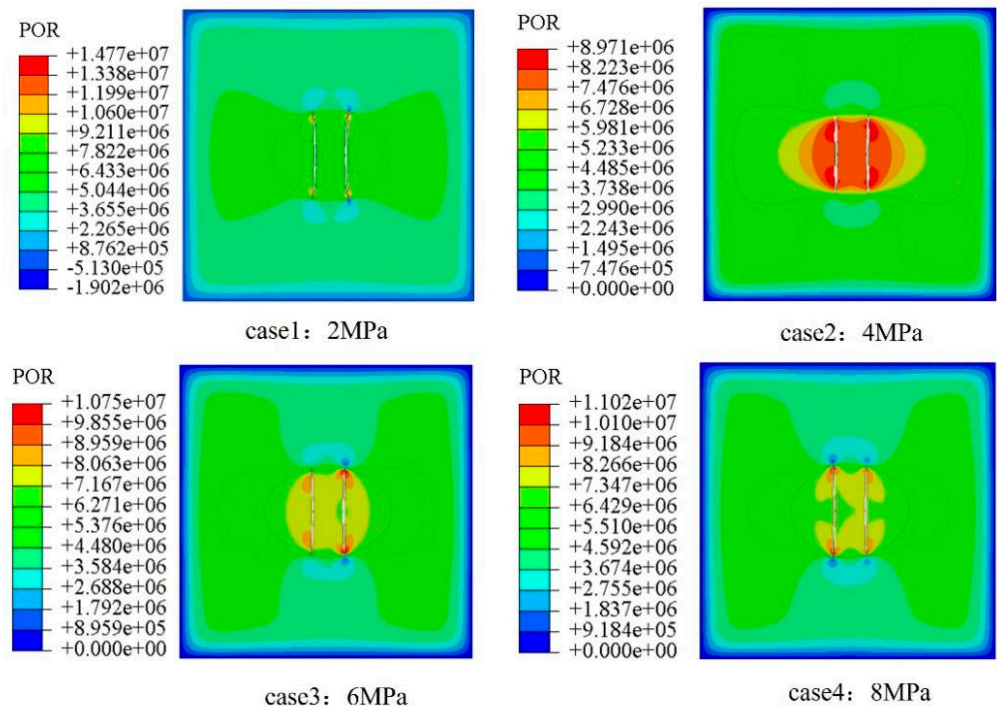 POR
+1.477e+07
+1.338e+07
+1.199e+07
+1.060e+07
+9.211e+06
+7.822e+06
+6.433e+06
+5.044e+06
+3.655e+06
+2.265e+06
+8.762e+05
-5.130e+05
-1.902e+06
case1：2MPa
POR
+8.971e+06
+8.223e+06
+7.476e+06
+6.728e+06
+5.981e+06
+5.233e+06
+4.485e+06
+3.738e+06
+2.990e+06
+2.243e+06
+1.495e+06
+7.476e+05
+0.000e+00
case2：4MPa
POR
+1.075e+07
+9.855e+06
+8.959e+06
+8.063e+06
+7.167e+06
+6.271e+06
+5.376e+06
+4.480e+06
+3.584e+06
+2.688e+06
+1.792e+06
+8.959e+05
+0.000e+00
case3：6MPa
POR
+1.102e+07
+1.010e+07
+9.184e+06
+8.266e+06
+7.347e+06
+6.429e+06
+5.510e+06
+4.592e+06
+3.674e+06
+2.755e+06
+1.837e+06
+9.184e+05
+0.000e+00
case4：8MPa